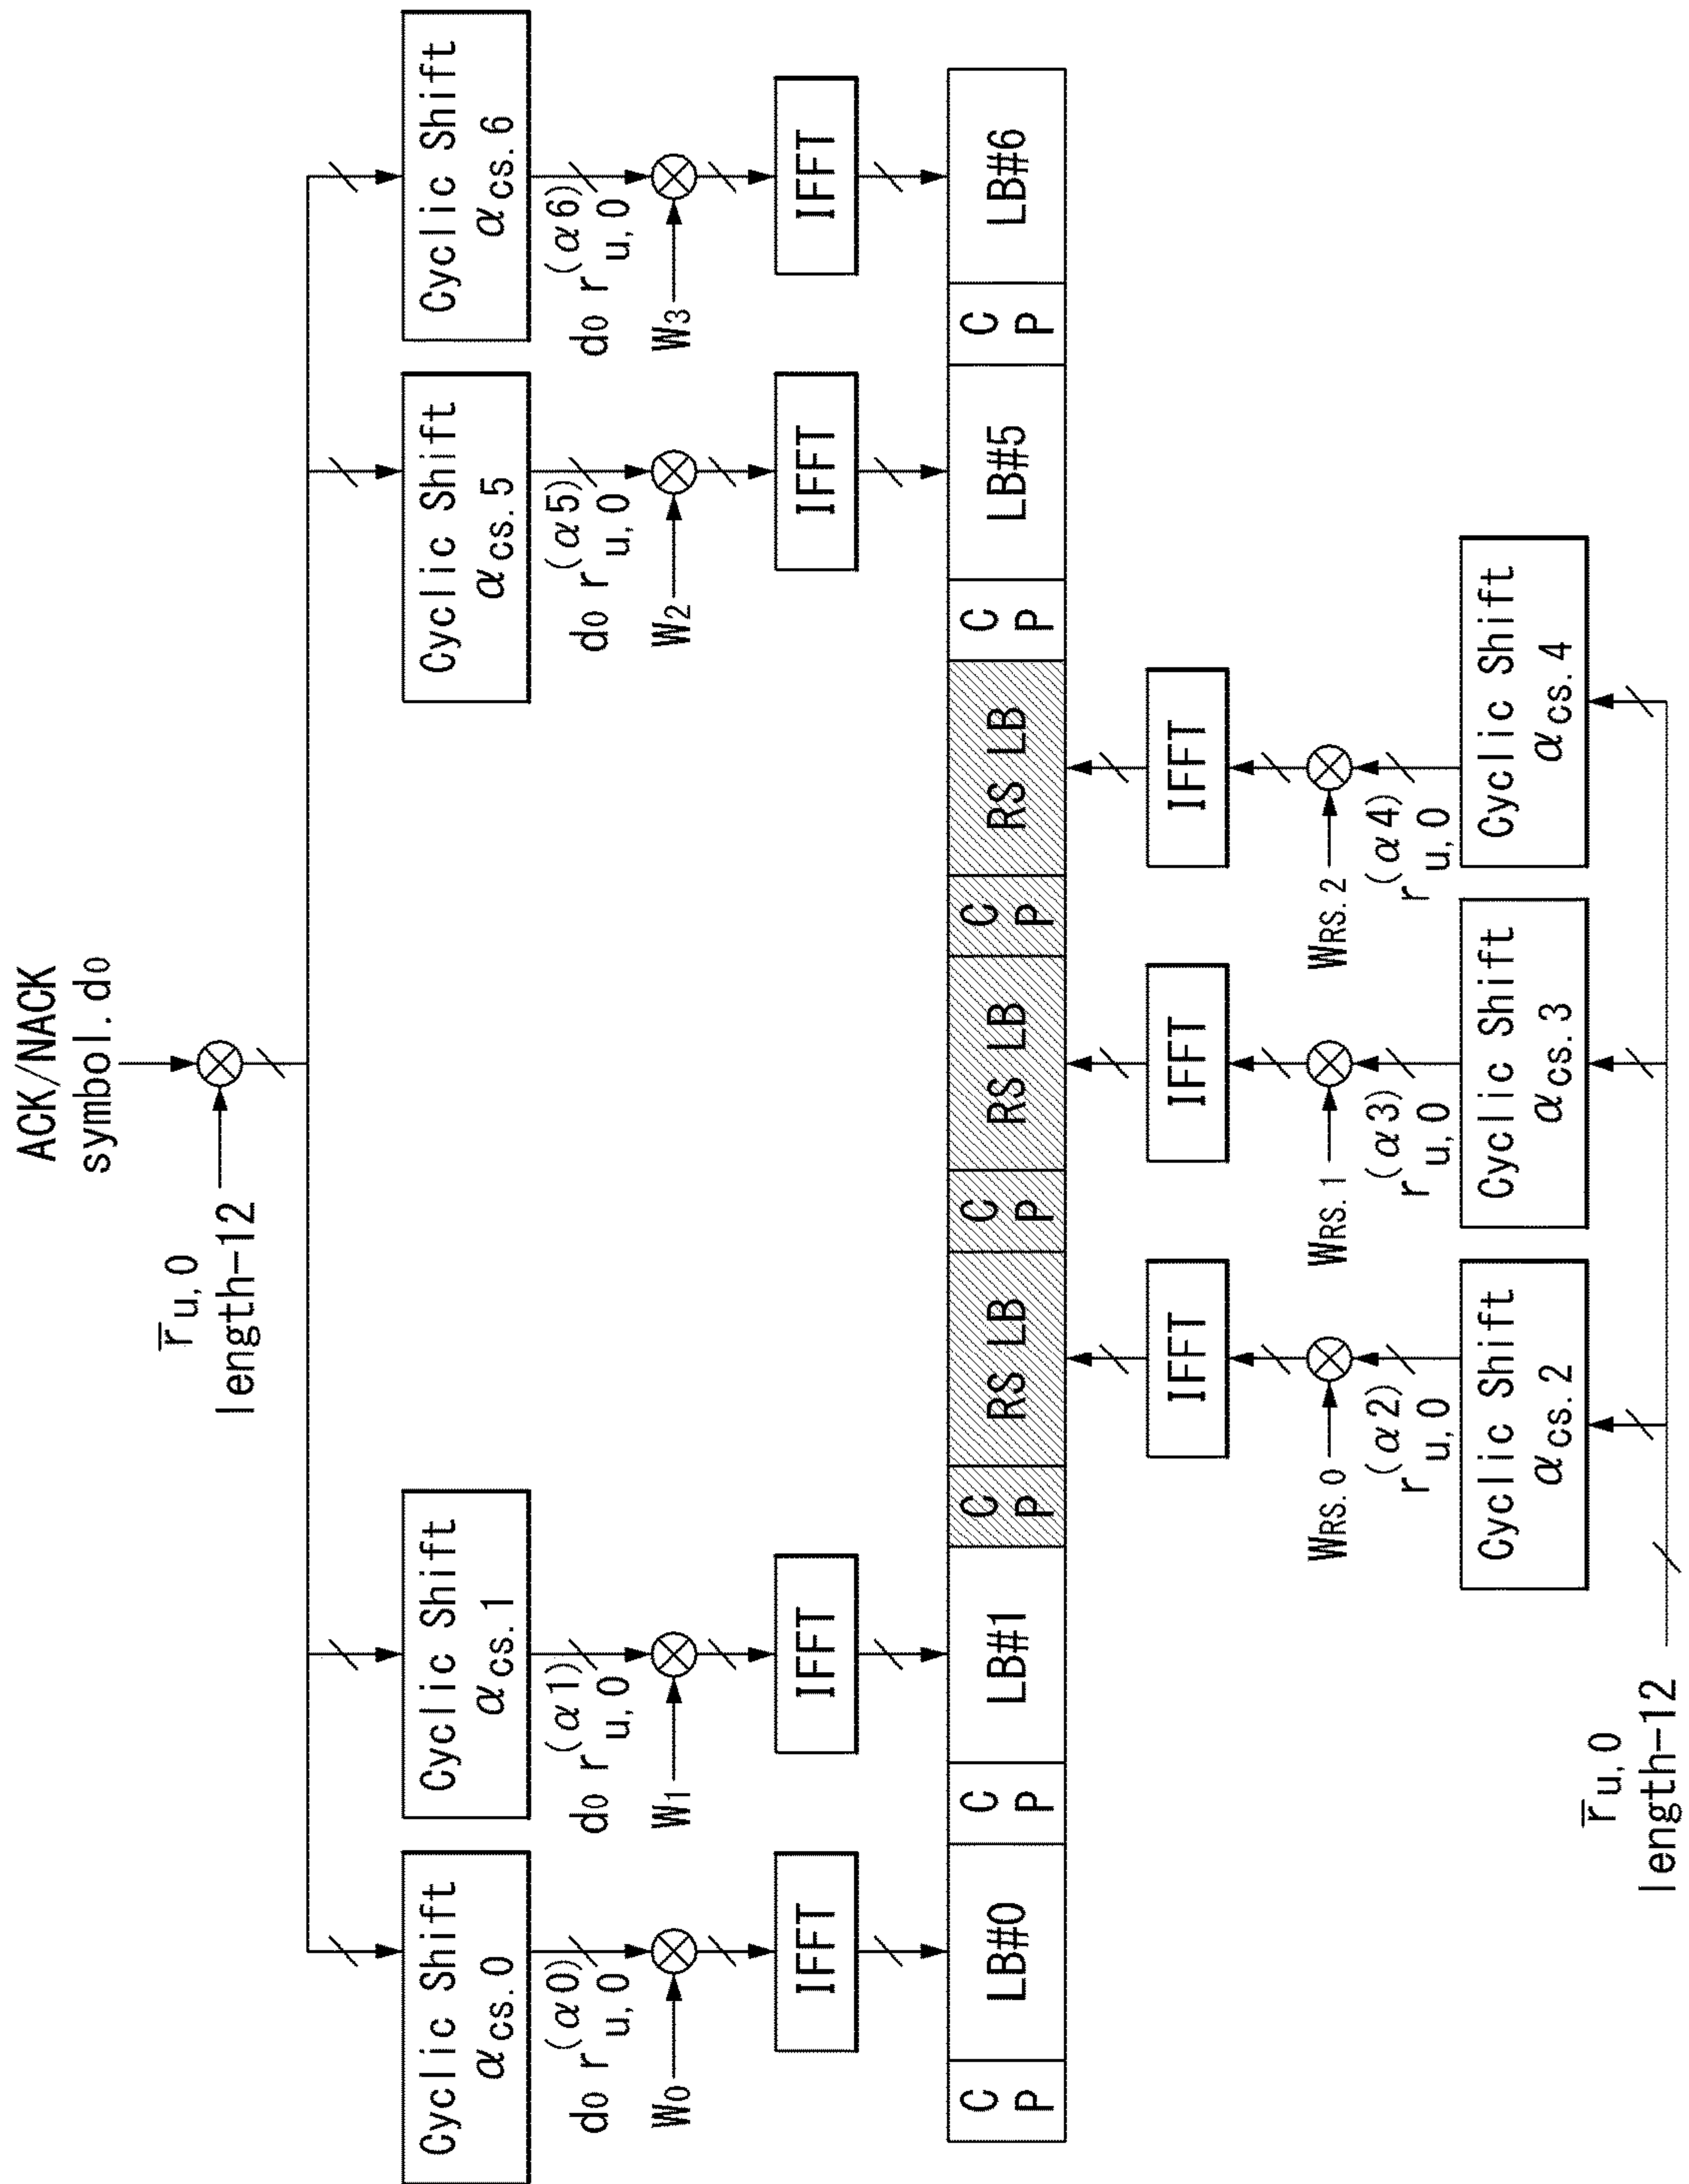 ACK/NACK
symbol. d0
r̅u, 0
length-12
Cyclic Shift
αcs. 0
Cyclic Shift
αcs. 1
Cyclic Shift
αcs. 5
Cyclic Shift
αcs. 6
d0 r(α0)u, 0
d0 r(α1)u, 0
d0 r(α5)u, 0
d0 r(α6)u, 0
W0
W1
W2
W3
IFFT
IFFT
IFFT
IFFT
CP
LB#0
CP
LB#1
CP
RS LB
CP
RS LB
CP
RS LB
CP
LB#5
CP
LB#6
IFFT
IFFT
IFFT
WRS. 0
WRS. 1
WRS. 2
r(α2)u, 0
r(α3)u, 0
r(α4)u, 0
Cyclic Shift
αcs. 2
Cyclic Shift
αcs. 3
Cyclic Shift
αcs. 4
r̅u, 0
length-12